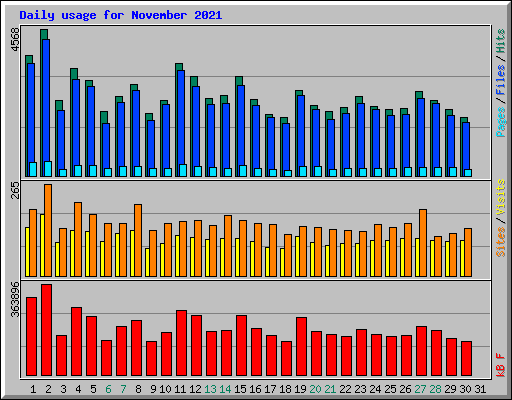 Daily usage for November 2021
4568
Pages / Files / Hits
265
Sites / Visits
363896
kB F
1 2 3 4 5 6 7 8 9 10 11 12 13 14 15 16 17 18 19 20 21 22 23 24 25 26 27 28 29 30 31